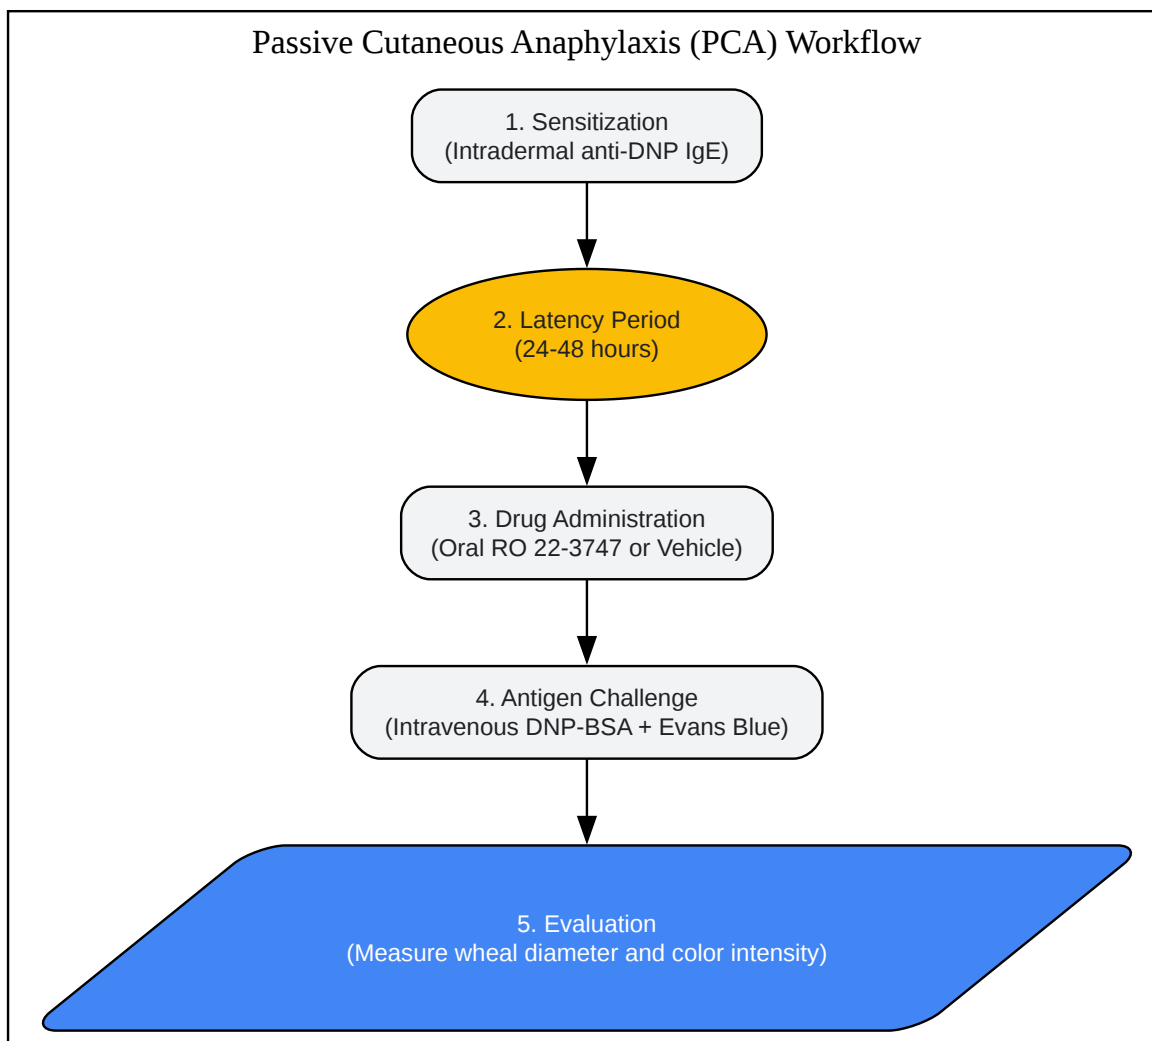 Passive Cutaneous Anaphylaxis (PCA) Workflow
1. Sensitization
(Intradermal anti-DNP IgE)
2. Latency Period
(24-48 hours)
3. Drug Administration
(Oral RO 22-3747 or Vehicle)
4. Antigen Challenge
(Intravenous DNP-BSA + Evans Blue)
5. Evaluation
(Measure wheal diameter and color intensity)